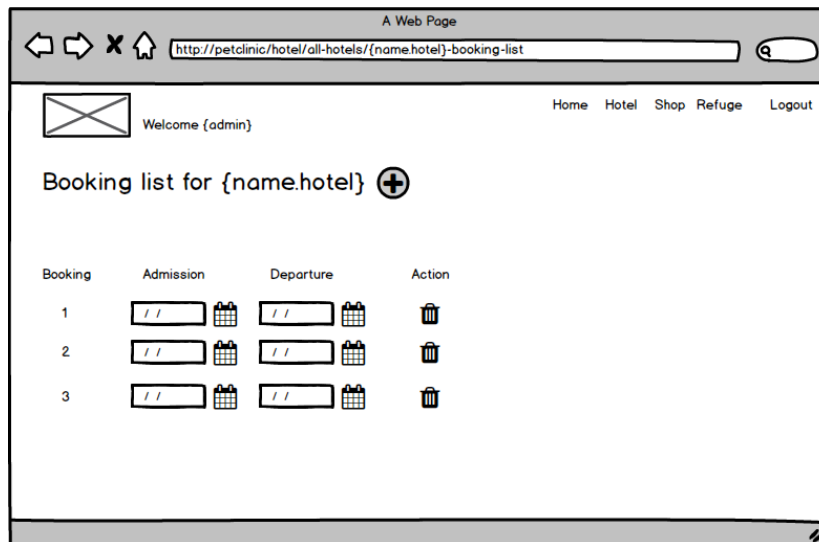 A Web Page
http://petclinic/hotel/all-hotels/{name.hotel}-booking-list
Home Hotel Shop Refuge Logout
Welcome {admin}
Booking list for {name.hotel}
Booking Admission Departure Action
1 / / / /
2 / / / /
3 / / / /